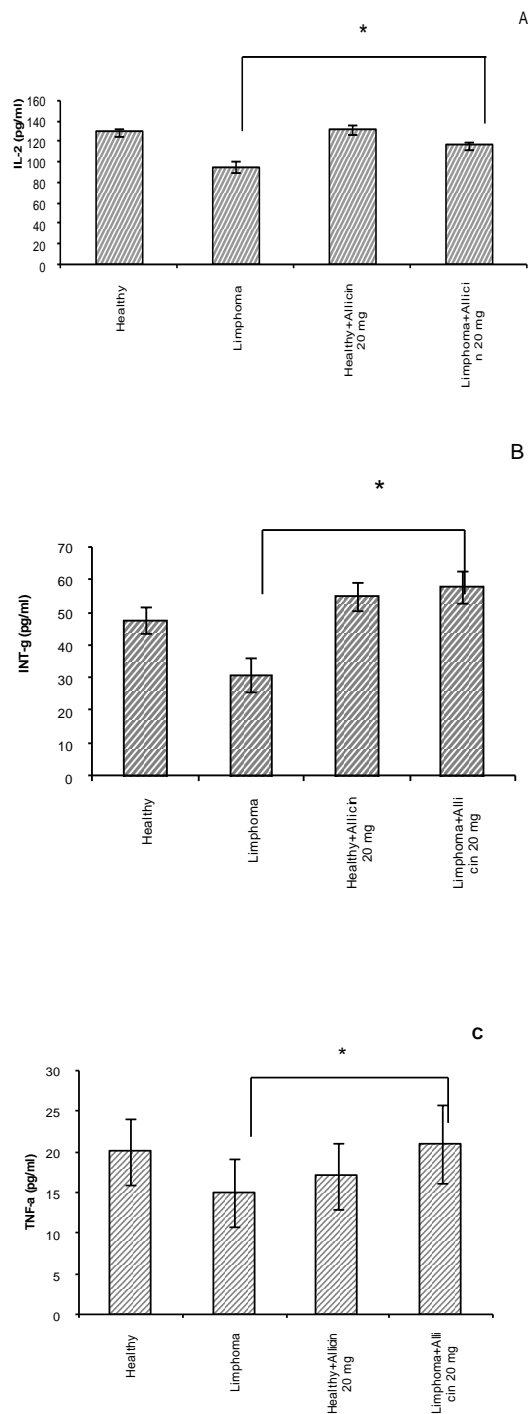 A
*
IL-2 (pg/ml)
160
140
120
100
80
60
40
20
0
Healthy
Limphoma
Healthy+Allicin
20 mg
Limphoma+Allici
n 20 mg
B
*
INT-g (pg/ml)
70
60
50
40
30
20
10
0
Healthy
Limphoma
Healthy+Allicin
20 mg
Limphoma+Alli
cin 20 mg
C
*
TNF-a (pg/ml)
30
25
20
15
10
5
0
Healthy
Limphoma
Healthy+Allicin
20 mg
Limphoma+Alli
cin 20 mg